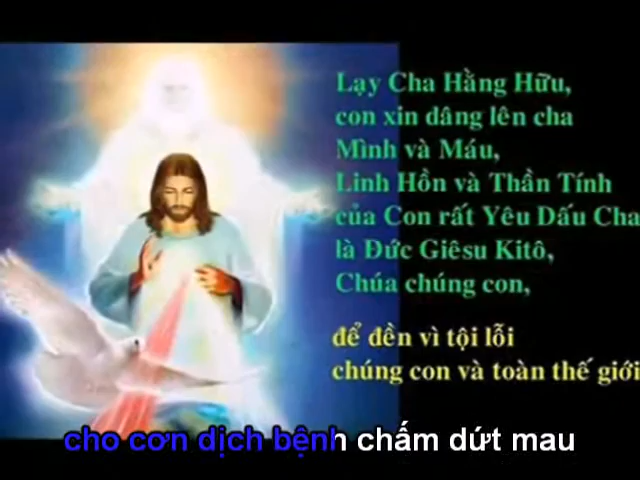 Lạy Cha Hằng Hữu,
con xin dâng lên cha
Mình và Máu,
Linh Hồn và Thần Tính
của Con rất Yêu Dấu Cha
là Đức Giêsu Kitô,
Chúa chúng con,
để đền vì tội lỗi
chúng con và toàn thế giới
cho cơn dịch bệnh chấm dứt mau